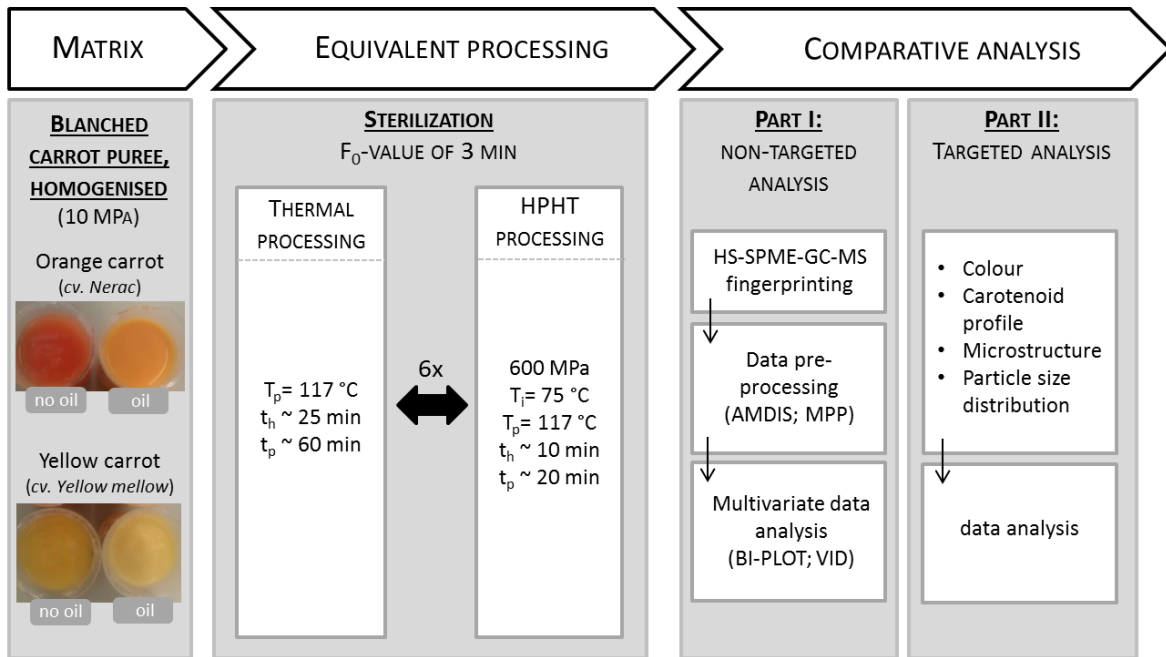 MATRIX
EQUIVALENT PROCESSING
COMPARATIVE ANALYSIS
BLANCHED
CARROT PUREE,
HOMOGENISED
(10 MPA)
Orange carrot
(cv. Nerac)
no oil
oil
Yellow carrot
(cv. Yellow mellow)
no oil
oil
STERILIZATION
F₀-VALUE OF 3 MIN
THERMAL
PROCESSING
Tₚ= 117 °C
tₕ ~ 25 min
tₚ ~ 60 min
6x
HPHT
PROCESSING
600 MPa
Tᵢ= 75 °C
Tₚ= 117 °C
tₕ ~ 10 min
tₚ ~ 20 min
PART I:
NON-TARGETED
ANALYSIS
HS-SPME-GC-MS
fingerprinting
Data pre-
processing
(AMDIS; MPP)
Multivariate data
analysis
(BI-PLOT; VID)
PART II:
TARGETED ANALYSIS
• Colour
• Carotenoid
profile
• Microstructure
• Particle size
distribution
data analysis